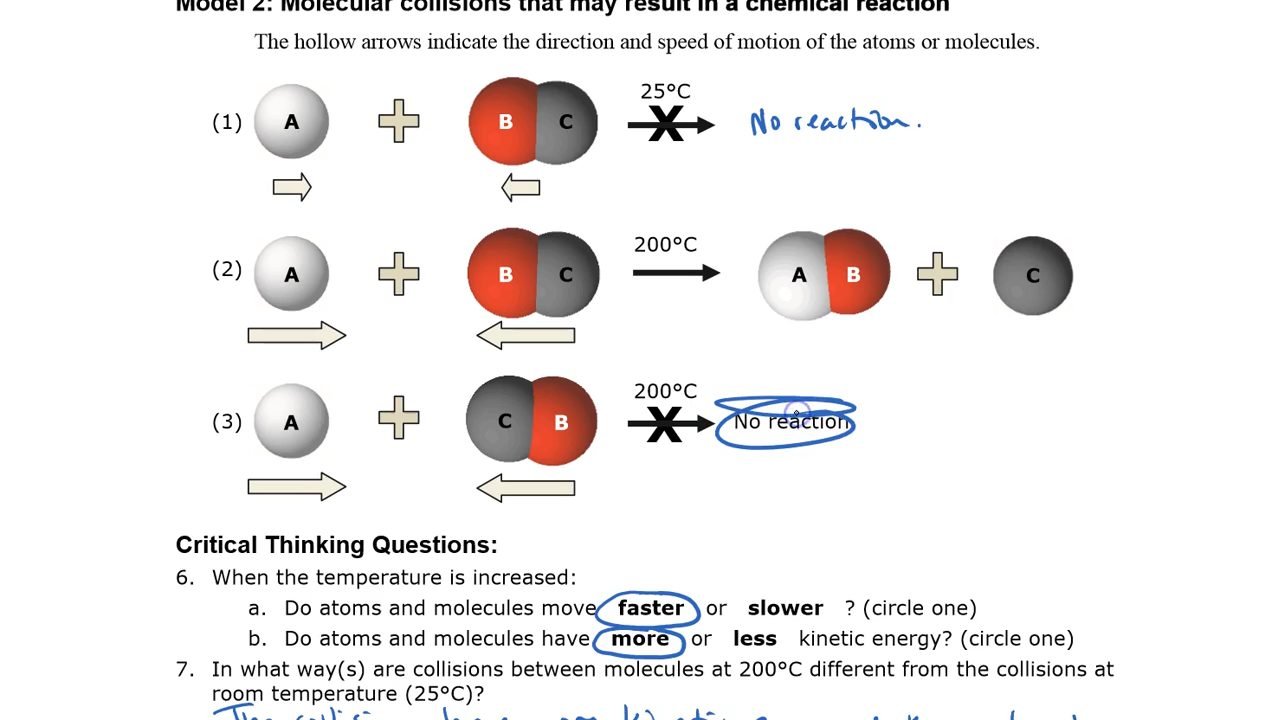 Model 2: Molecular collisions that may result in a chemical reaction
The hollow arrows indicate the direction and speed of motion of the atoms or molecules.
(1) A B C 25°C X No reaction.
(2) A B C 200°C A B C
(3) A C B 200°C X No reaction
Critical Thinking Questions:
6. When the temperature is increased:
a. Do atoms and molecules move faster or slower ? (circle one)
b. Do atoms and molecules have more or less kinetic energy? (circle one)
7. In what way(s) are collisions between molecules at 200°C different from the collisions at
room temperature (25°C)?
The